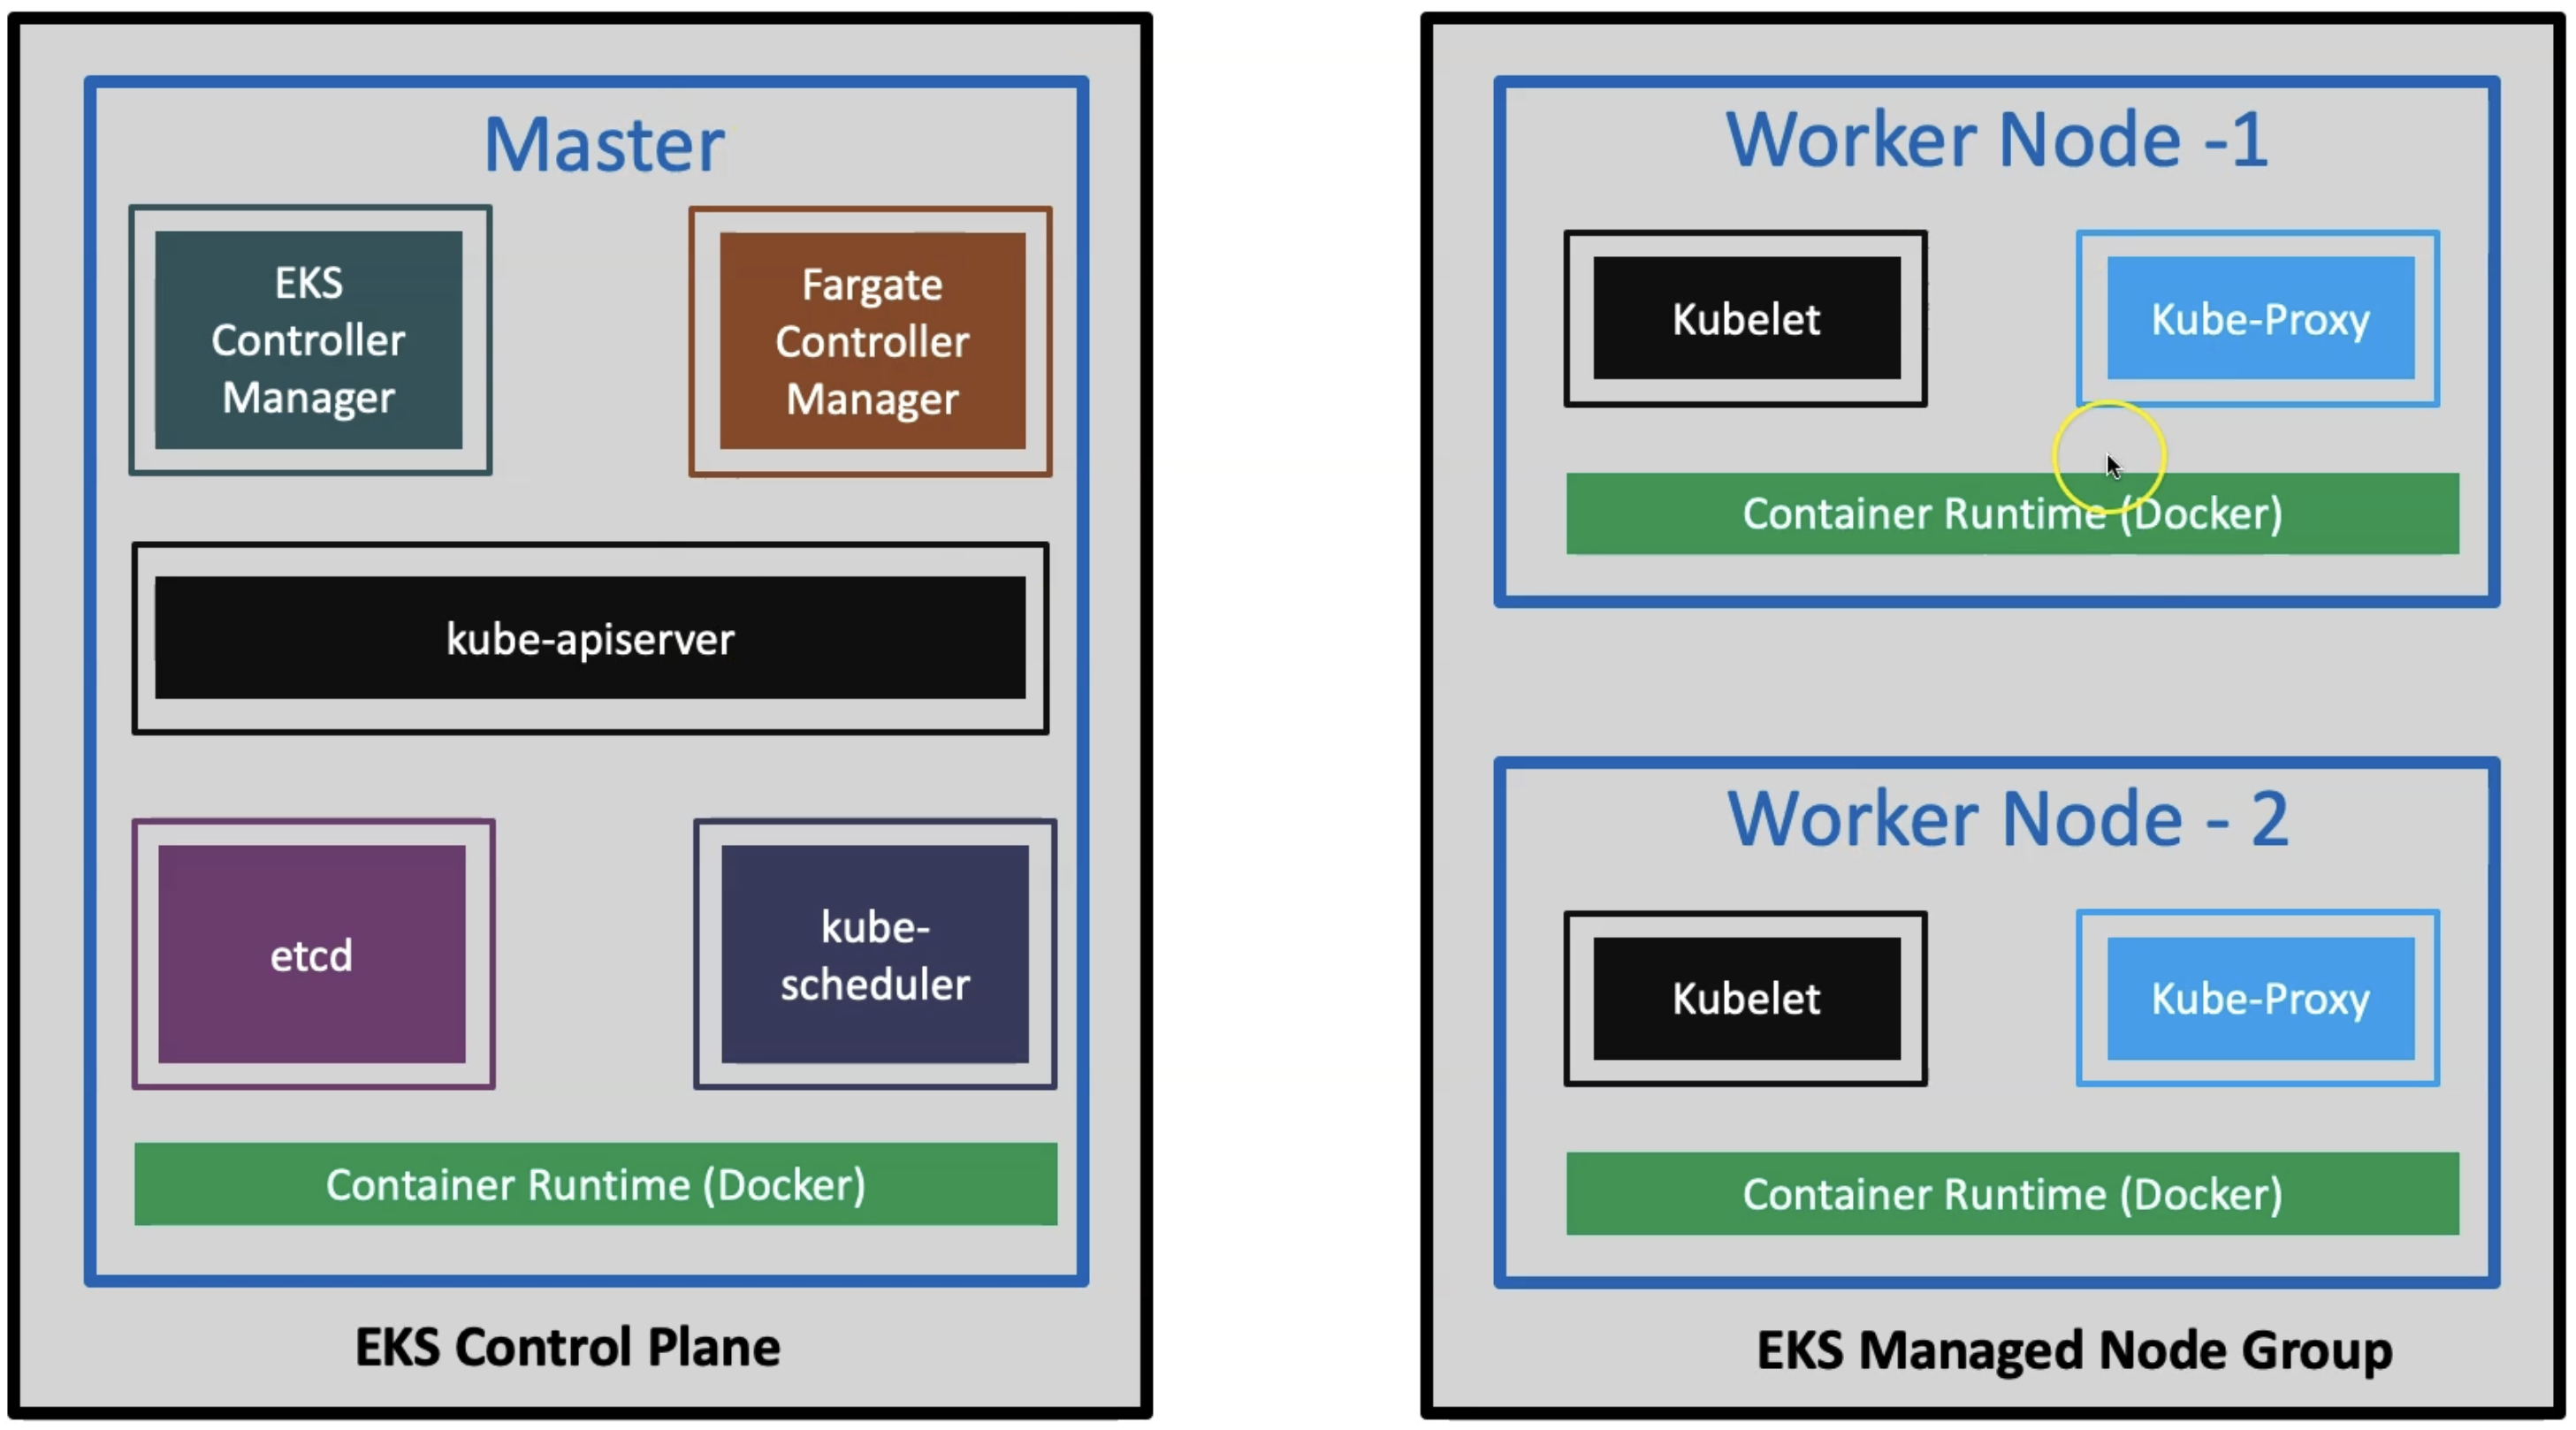 Master
EKS
Controller
Manager
Fargate
Controller
Manager
kube-apiserver
etcd
kube-
scheduler
Container Runtime (Docker)
EKS Control Plane
Worker Node -1
Kubelet
Kube-Proxy
Container Runtime (Docker)
Worker Node - 2
Kubelet
Kube-Proxy
Container Runtime (Docker)
EKS Managed Node Group